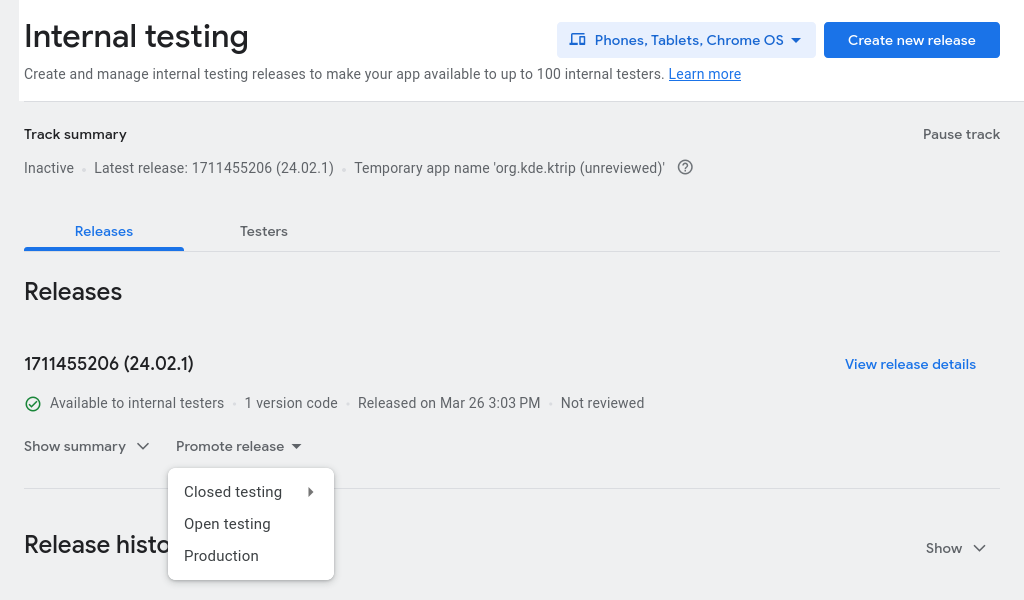 Internal testing
Phones, Tablets, Chrome OS
Create new release
Create and manage internal testing releases to make your app available to up to 100 internal testers. Learn more
Track summary
Pause track
Inactive • Latest release: 1711455206 (24.02.1) • Temporary app name 'org.kde.ktrip (unreviewed)'
Releases
Testers
Releases
1711455206 (24.02.1)
View release details
Available to internal testers • 1 version code • Released on Mar 26 3:03 PM • Not reviewed
Show summary
Promote release
Closed testing
Open testing
Production
Release histo
Show